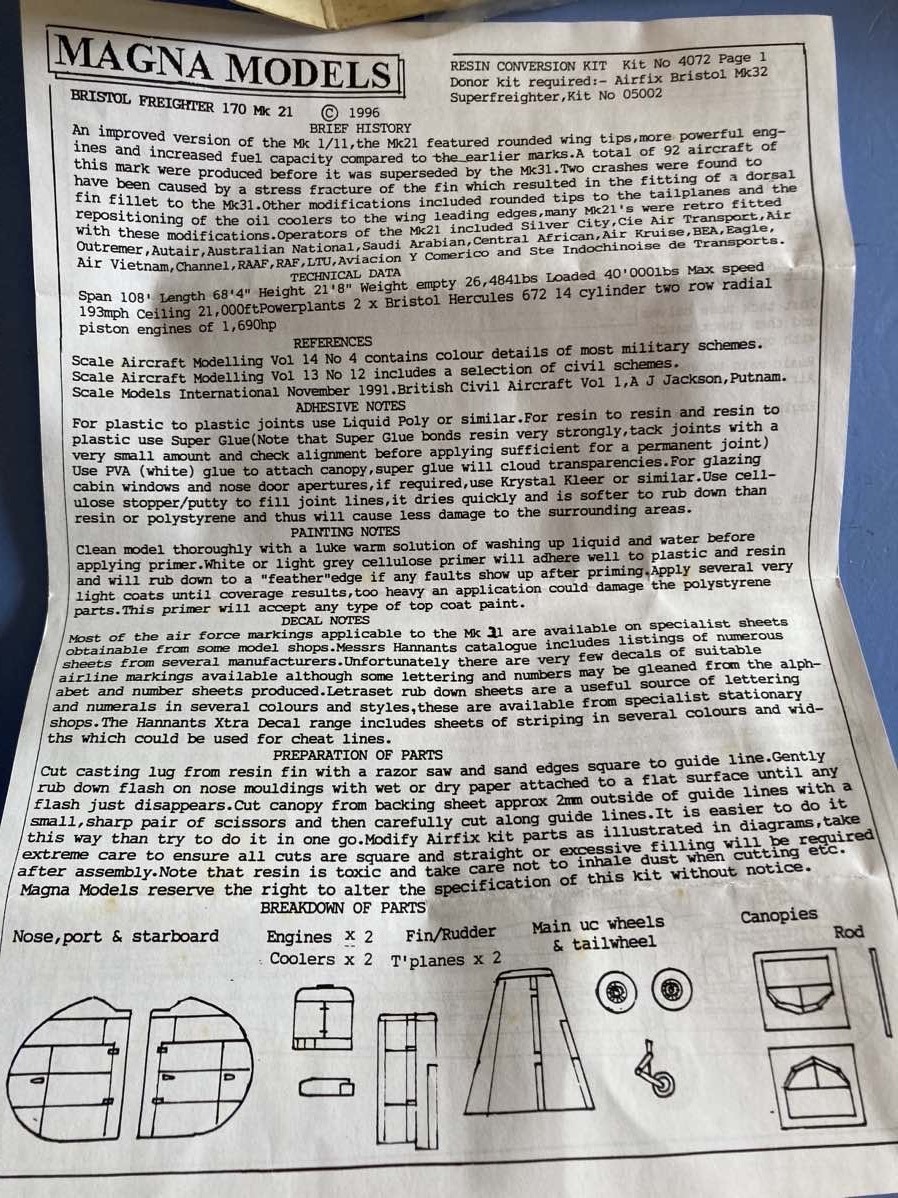 MAGNA MODELS
RESIN CONVERSION KIT Kit No 4072 Page 1
Donor kit required:- Airfix Bristol Mk32
Superfreighter,Kit No 05002
BRISTOL FREIGHTER 170 Mk 21 © 1996
BRIEF HISTORY
An improved version of the Mk 1/11,the Mk21 featured rounded wing tips,more powerful eng-
ines and increased fuel capacity compared to the earlier marks.A total of 92 aircraft of
this mark were produced before it was superseded by the Mk31.Two crashes were found to
have been caused by a stress fracture of the fin which resulted in the fitting of a dorsal
fin fillet to the Mk31.Other modifications included rounded tips to the tailplanes and the
repositioning of the oil coolers to the wing leading edges,many Mk21's were retro fitted
with these modifications.Operators of the Mk21 included Silver City,Cie Air Transport,Air
Outremer,Autair,Australian National,Saudi Arabian,Central African,Air Kruise,BEA,Eagle,
Air Vietnam,Channel,RAAF,RAF,LTU,Aviacion Y Comerico and Ste Indochinoise de Transports.
TECHNICAL DATA
Span 108' Length 68'4" Height 21'8" Weight empty 26,4841bs Loaded 40'0001bs Max speed
193mph Ceiling 21,000ftPowerplants 2 x Bristol Hercules 672 14 cylinder two row radial
piston engines of 1,690hp
REFERENCES
Scale Aircraft Modelling Vol 14 No 4 contains colour details of most military schemes.
Scale Aircraft Modelling Vol 13 No 12 includes a selection of civil schemes.
Scale Models International November 1991.British Civil Aircraft Vol 1,A J Jackson,Putnam.
ADHESIVE NOTES
For plastic to plastic joints use Liquid Poly or similar.For resin to resin and resin to
plastic use Super Glue(Note that Super Glue bonds resin very strongly,tack joints with a
very small amount and check alignment before applying sufficient for a permanent joint)
Use PVA (white) glue to attach canopy,super glue will cloud transparencies.For glazing
cabin windows and nose door apertures,if required,use Krystal Kleer or similar.Use cell-
ulose stopper/putty to fill joint lines,it dries quickly and is softer to rub down than
resin or polystyrene and thus will cause less damage to the surrounding areas.
PAINTING NOTES
Clean model thoroughly with a luke warm solution of washing up liquid and water before
applying primer.White or light grey cellulose primer will adhere well to plastic and resin
and will rub down to a "feather"edge if any faults show up after priming.Apply several very
light coats until coverage results,too heavy an application could damage the polystyrene
parts.This primer will accept any type of top coat paint.
DECAL NOTES
Most of the air force markings applicable to the Mk 21 are available on specialist sheets
obtainable from some model shops.Messrs Hannants catalogue includes listings of numerous
sheets from several manufacturers.Unfortunately there are very few decals of suitable
airline markings available although some lettering and numbers may be gleaned from the alph-
abet and number sheets produced.Letraset rub down sheets are a useful source of lettering
and numerals in several colours and styles,these are available from specialist stationary
shops.The Hannants Xtra Decal range includes sheets of striping in several colours and wid-
ths which could be used for cheat lines.
PREPARATION OF PARTS
Cut casting lug from resin fin with a razor saw and sand edges square to guide line.Gently
rub down flash on nose mouldings with wet or dry paper attached to a flat surface until any
flash just disappears.Cut canopy from backing sheet approx 2mm outside of guide lines with a
small,sharp pair of scissors and then carefully cut along guide lines.It is easier to do it
this way than try to do it in one go.Modify Airfix kit parts as illustrated in diagrams,take
extreme care to ensure all cuts are square and straight or excessive filling will be required
after assembly.Note that resin is toxic and take care not to inhale dust when cutting etc.
Magna Models reserve the right to alter the specification of this kit without notice.
BREAKDOWN OF PARTS
Nose,port & starboard
Engines x 2
Coolers x 2
Fin/Rudder
T'planes x 2
Main uc wheels
& tailwheel
Canopies
Rod